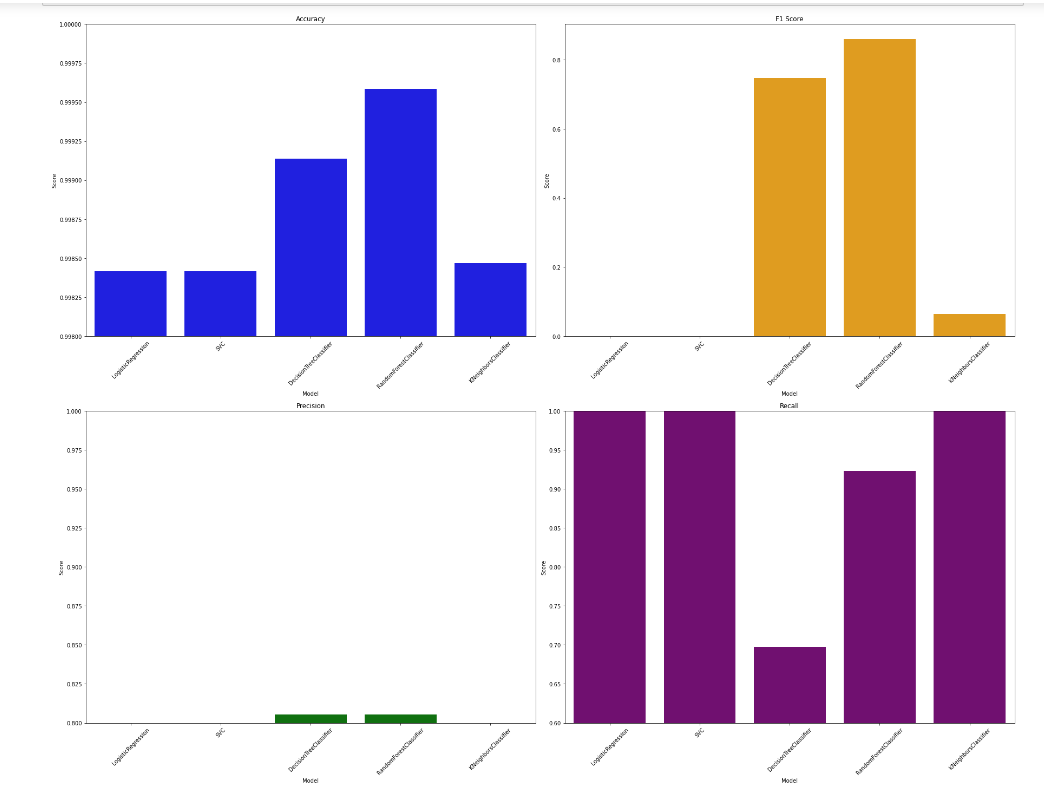 Accuracy
1.00000
0.99975
0.99950
0.99925
0.99900
0.99875
0.99850
0.99825
0.99800
Score
LogisticRegression
SVC
DecisionTreeClassifier
RandomForestClassifier
KNeighborsClassifier
Model
F1 Score
0.8
0.6
0.4
0.2
0.0
Score
LogisticRegression
SVC
DecisionTreeClassifier
RandomForestClassifier
KNeighborsClassifier
Model
Precision
1.000
0.975
0.950
0.925
0.900
0.875
0.850
0.825
0.800
Score
LogisticRegression
SVC
DecisionTreeClassifier
RandomForestClassifier
KNeighborsClassifier
Model
Recall
1.00
0.95
0.90
0.85
0.80
0.75
0.70
0.65
0.60
Score
LogisticRegression
SVC
DecisionTreeClassifier
RandomForestClassifier
KNeighborsClassifier
Model